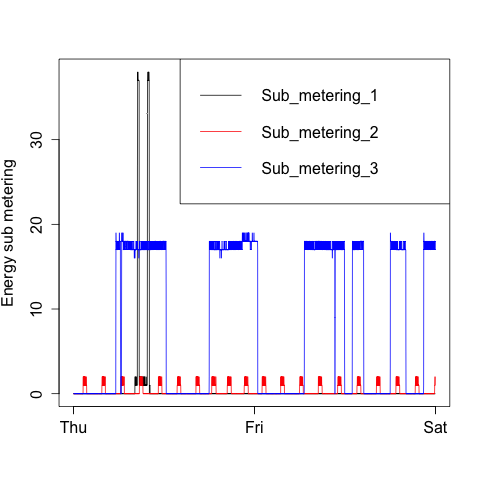 Sub_metering_1
Sub_metering_2
Sub_metering_3
Energy sub metering
30
20
10
0
Thu Fri Sat